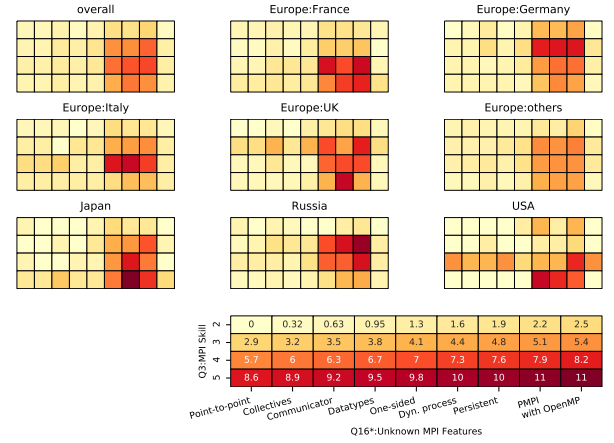 overall
Europe:France
Europe:Germany
Europe:Italy
Europe:UK
Europe:others
Japan
Russia
USA
Q3:MPI Skill
2 0 0.32 0.63 0.95 1.3 1.6 1.9 2.2 2.5
3 2.9 3.2 3.5 3.8 4.1 4.4 4.8 5.1 5.4
4 5.7 6 6.3 6.7 7 7.3 7.6 7.9 8.2
5 8.6 8.9 9.2 9.5 9.8 10 10 11 11
Point-to-point Collectives Communicator Datatypes One-sided Dyn. process Persistent PMPI with OpenMP
Q16*:Unknown MPI Features